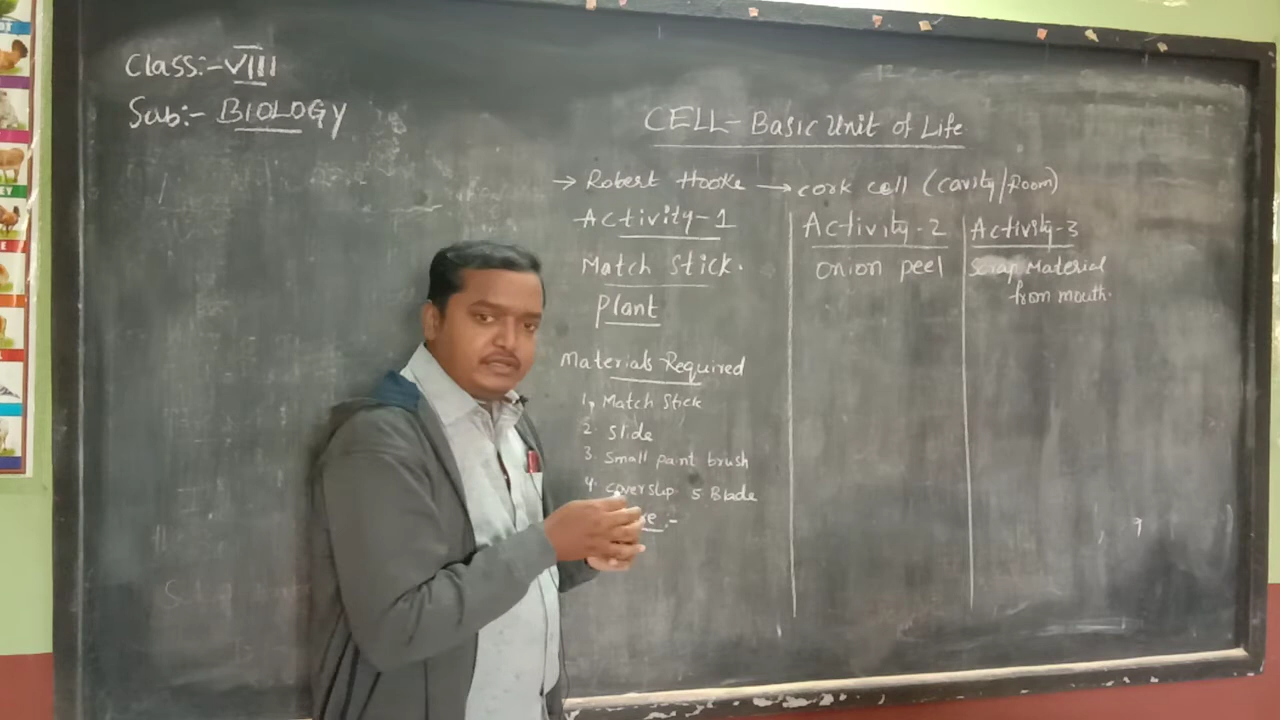 Class:- VIII
Sub:- BIOLOGY
CELL - Basic Unit of Life
→ Robert Hooke → cork cell (cavity/Room)
Activity-1
Match Stick.
Plant
Materials Required
1, Match Stick
2. Slide
3. Small paint brush
4. coverslip 5. Blade
Activity-2
Onion peel
Activity-3
Scrap Material
from mouth.